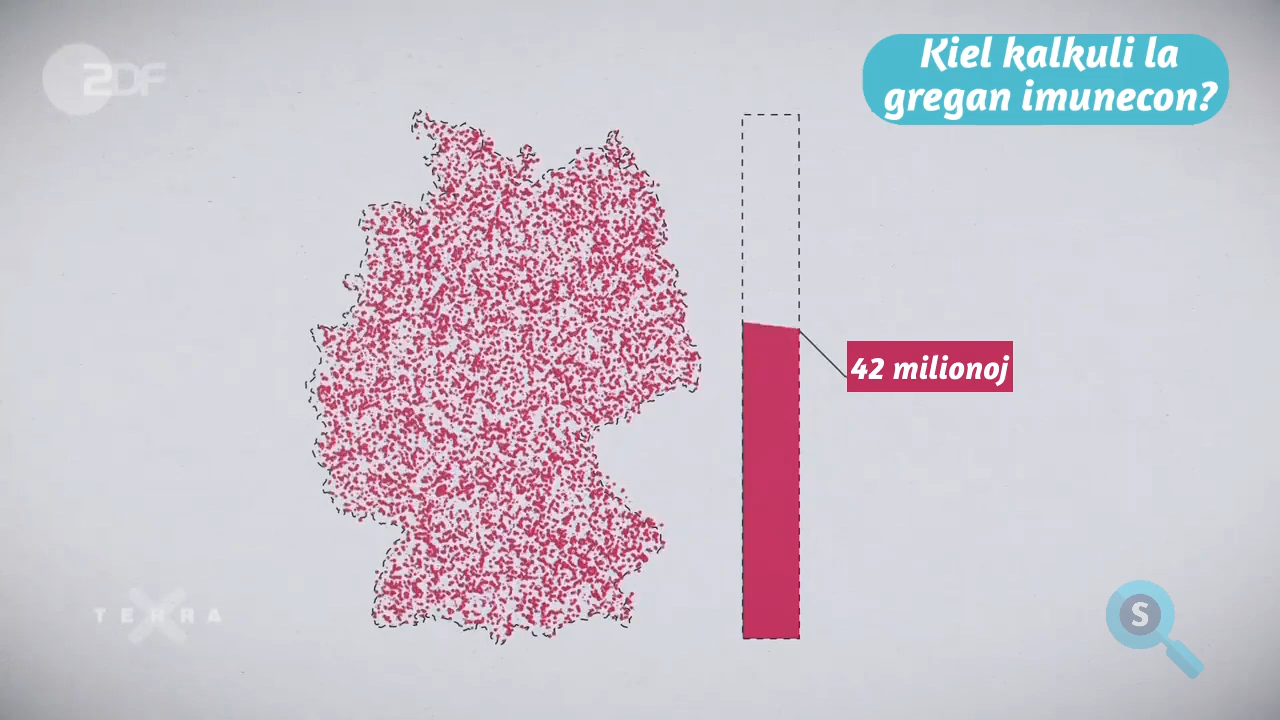 ZDF
Kiel kalkuli la
gregan imunecon?
42 milionoj
TERRA X
S